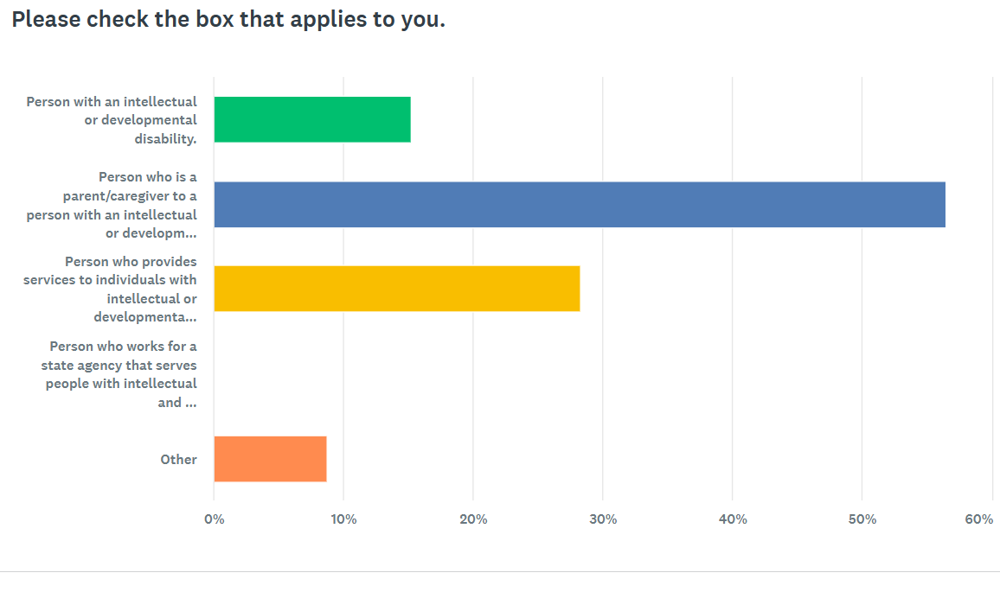 Please check the box that applies to you.
Person with an intellectual
or developmental
disability.
Person who is a
parent/caregiver to a
person with an intellectual
or developm...
Person who provides
services to individuals with
intellectual or
developmenta...
Person who works for a
state agency that serves
people with intellectual
and ...
Other
0% 10% 20% 30% 40% 50% 60%